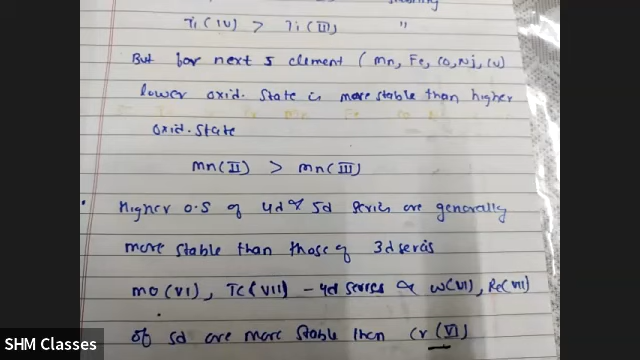 Ti(IV) > Ti(III) "
But for next 5 element (mn, Fe, Co, Ni, Cu)
lower oxid. State is more stable than higher
oxid. State
mn(II) > mn(III)
Higher O.S of 4d & 5d series are generally
more stable than those of 3d series
mo(VI), Tc(VII) - 4d series & w(VI), Re(VII)
of 5d are more stable then Cr(VI)
SHM Classes